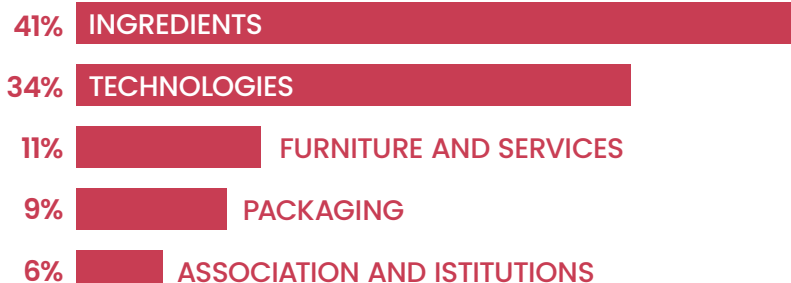 41% INGREDIENTS
34% TECHNOLOGIES
11% FURNITURE AND SERVICES
9% PACKAGING
6% ASSOCIATION AND ISTITUTIONS